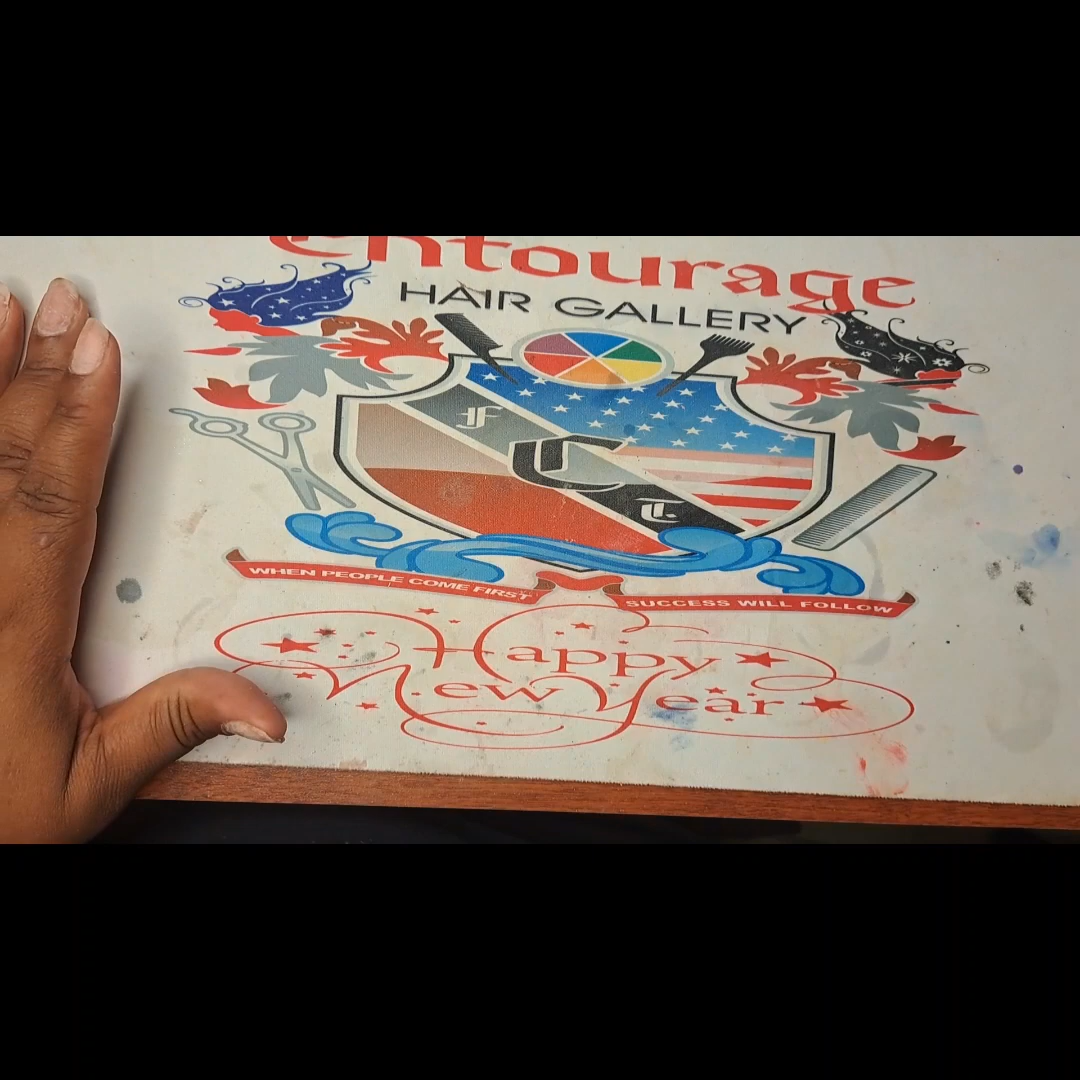 Entourage
HAIR GALLERY
F
C
T
WHEN PEOPLE COME FIRST
SUCCESS WILL FOLLOW
Happy
New Year